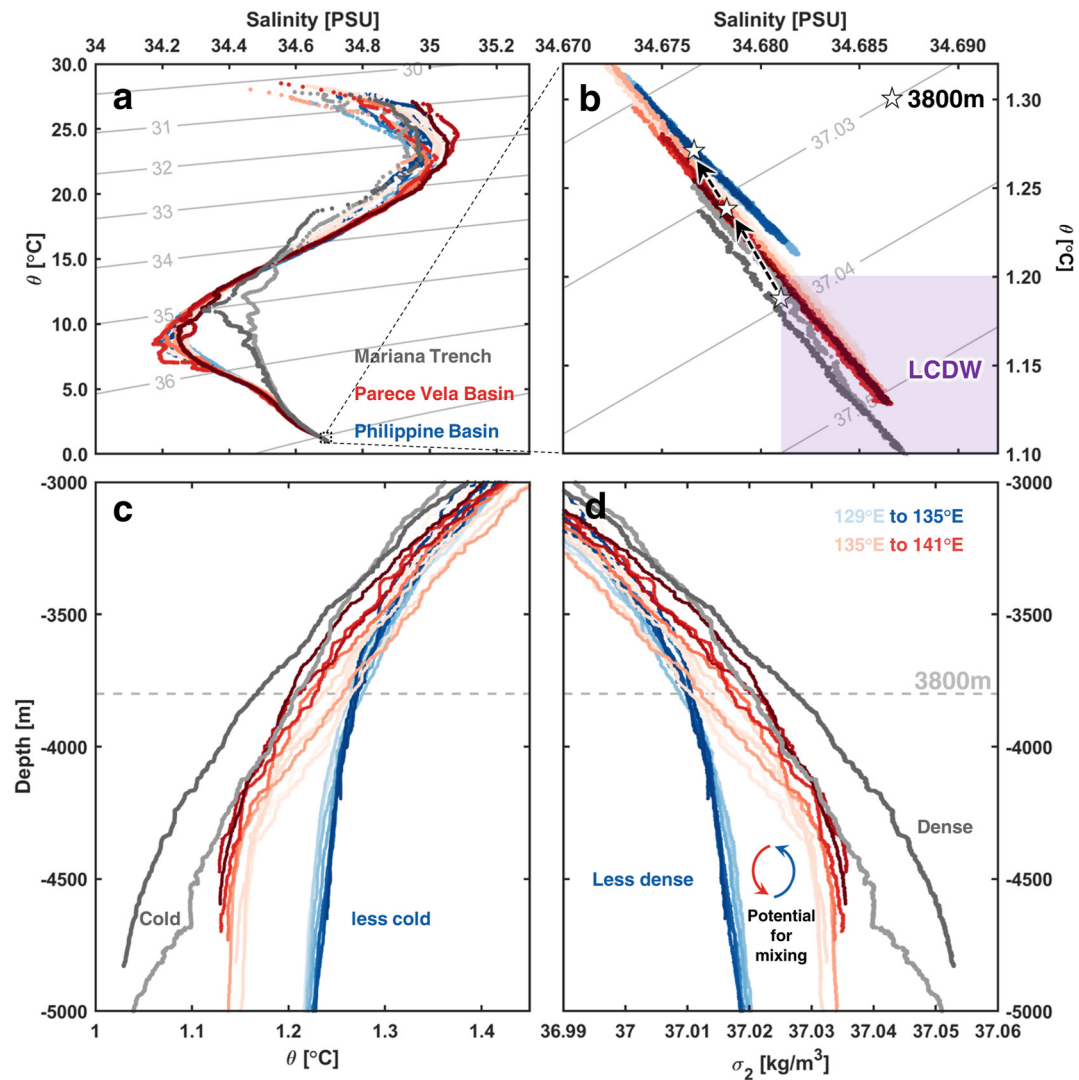 Salinity [PSU]
34 34.2 34.4 34.6 34.8 35 35.2
30.0
25.0
20.0
15.0
10.0
5.0
0.0
θ [°C]
a
30
31
32
33
34
35
36
Mariana Trench
Parece Vela Basin
Philippine Basin
Salinity [PSU]
34.670 34.675 34.680 34.685 34.690
b
3800m
37.03
37.04
LCDW
1.30
1.25
1.20
1.15
1.10
θ [°C]
c
-3000
-3500
-4000
-4500
-5000
Depth [m]
Cold
less cold
1 1.1 1.2 1.3 1.4
θ [°C]
d
129°E to 135°E
135°E to 141°E
3800m
Dense
Less dense
Potential
for
mixing
-3000
-3500
-4000
-4500
-5000
36.99 37 37.01 37.02 37.03 37.04 37.05 37.06
σ2 [kg/m³]